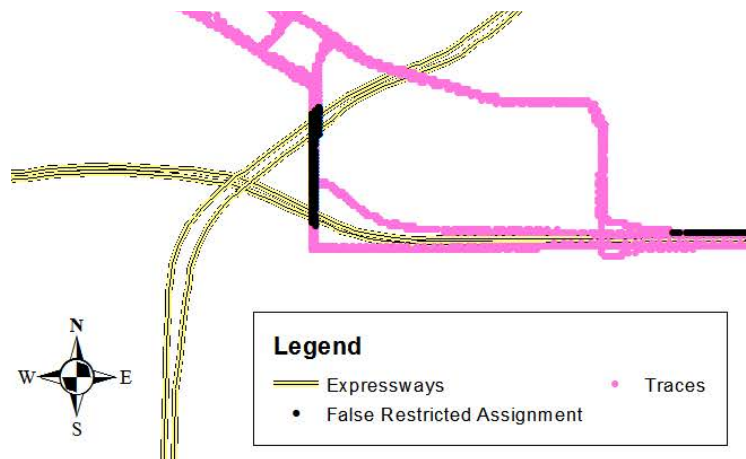 N
W E
S
Legend
Expressways Traces
False Restricted Assignment